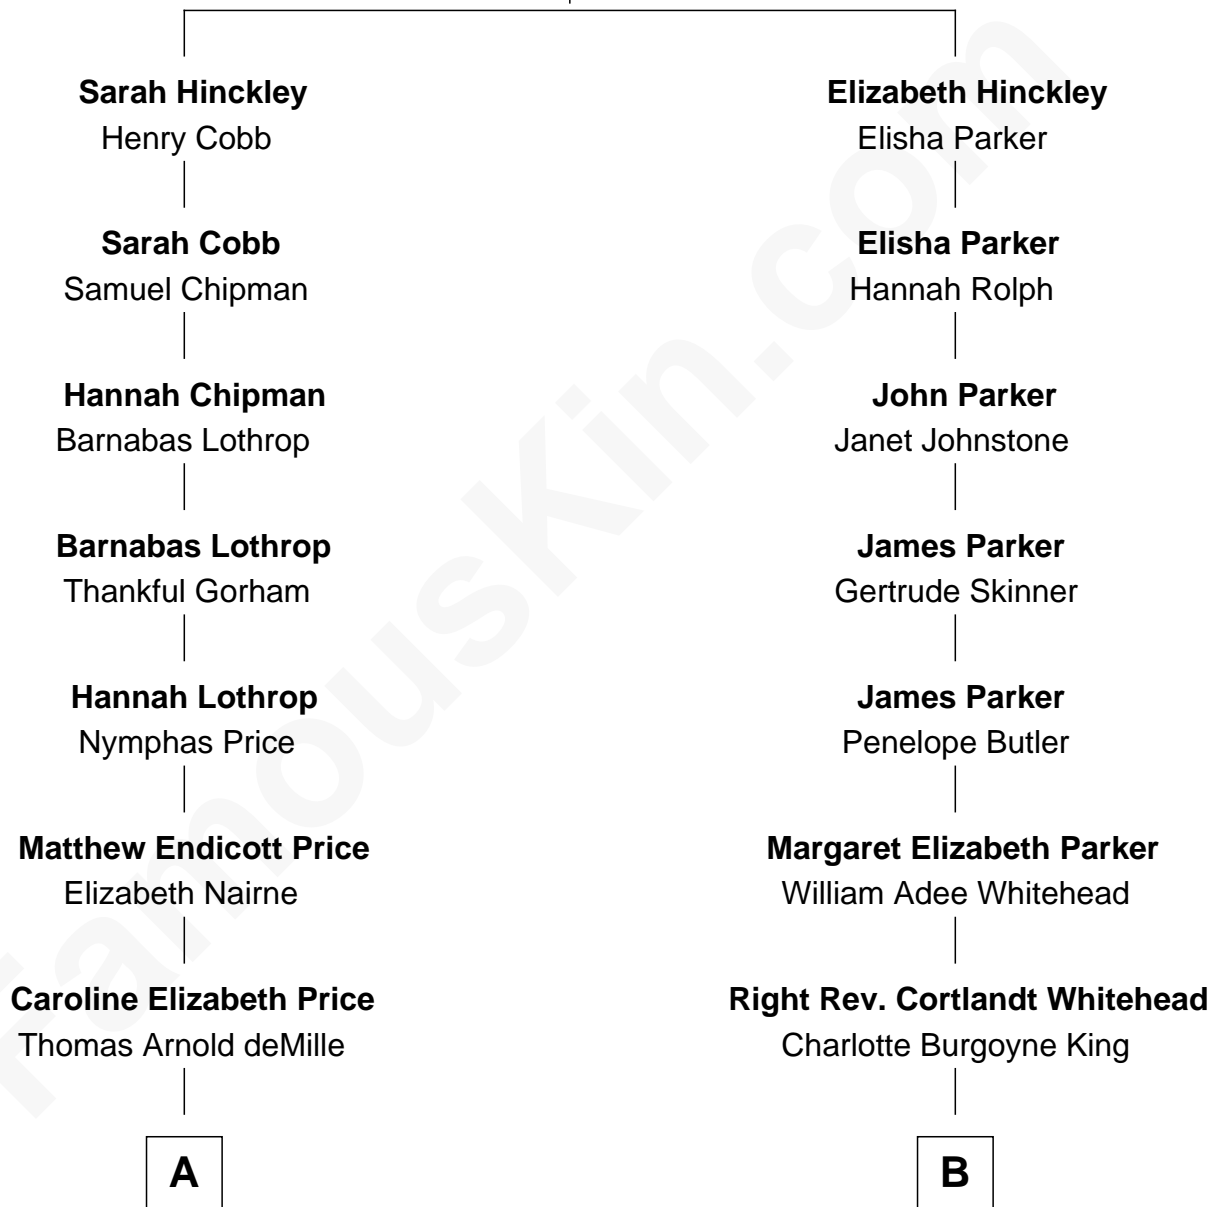 Sarah Hinckley
Henry Cobb
Sarah Cobb
Samuel Chipman
Hannah Chipman
Barnabas Lothrop
Barnabas Lothrop
Thankful Gorham
Hannah Lothrop
Nymphas Price
Matthew Endicott Price
Elizabeth Nairne
Caroline Elizabeth Price
Thomas Arnold deMille
A
Elizabeth Hinckley
Elisha Parker
Elisha Parker
Hannah Rolph
John Parker
Janet Johnstone
James Parker
Gertrude Skinner
James Parker
Penelope Butler
Margaret Elizabeth Parker
William Adee Whitehead
Right Rev. Cortlandt Whitehead
Charlotte Burgoyne King
B
FamousKin.com